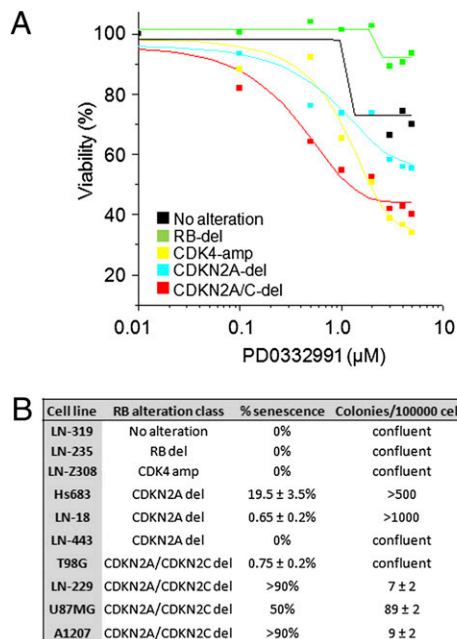 A
Viability (%)
100
80
60
40
20
No alteration
RB-del
CDK4-amp
CDKN2A-del
CDKN2A/C-del
0.01 0.1 1.0 10
PD0332991 (µM)
B
Cell line RB alteration class % senescence Colonies/100000 cel
LN-319 No alteration 0% confluent
LN-235 RB del 0% confluent
LN-Z308 CDK4 amp 0% confluent
Hs683 CDKN2A del 19.5 ± 3.5% >500
LN-18 CDKN2A del 0.65 ± 0.2% >1000
LN-443 CDKN2A del 0% confluent
T98G CDKN2A/CDKN2C del 0.75 ± 0.2% confluent
LN-229 CDKN2A/CDKN2C del >90% 7 ± 2
U87MG CDKN2A/CDKN2C del 50% 89 ± 2
A1207 CDKN2A/CDKN2C del >90% 9 ± 2